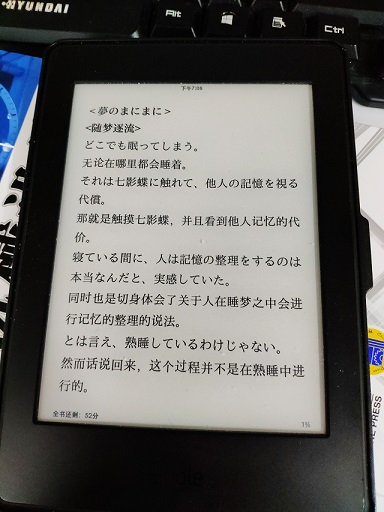 HYUNDAI
Alt
Ctrl
下午7:08
＜夢のまにまに＞
<随梦逐流>
どこでも眠ってしまう。
无论在哪里都会睡着。
それは七影蝶に触れて、他人の記憶を視る
代償。
那就是触摸七影蝶，并且看到他人记忆的代
价。
寝ている間に、人は記憶の整理をするのは
本当なんだと、実感していた。
同时也是切身体会了关于人在睡梦之中会进
行记忆的整理的说法。
とは言え、熟睡しているわけじゃない。
然而话说回来，这个过程并不是在熟睡中进
行的。
全书还剩：52分
1%
E PRESS